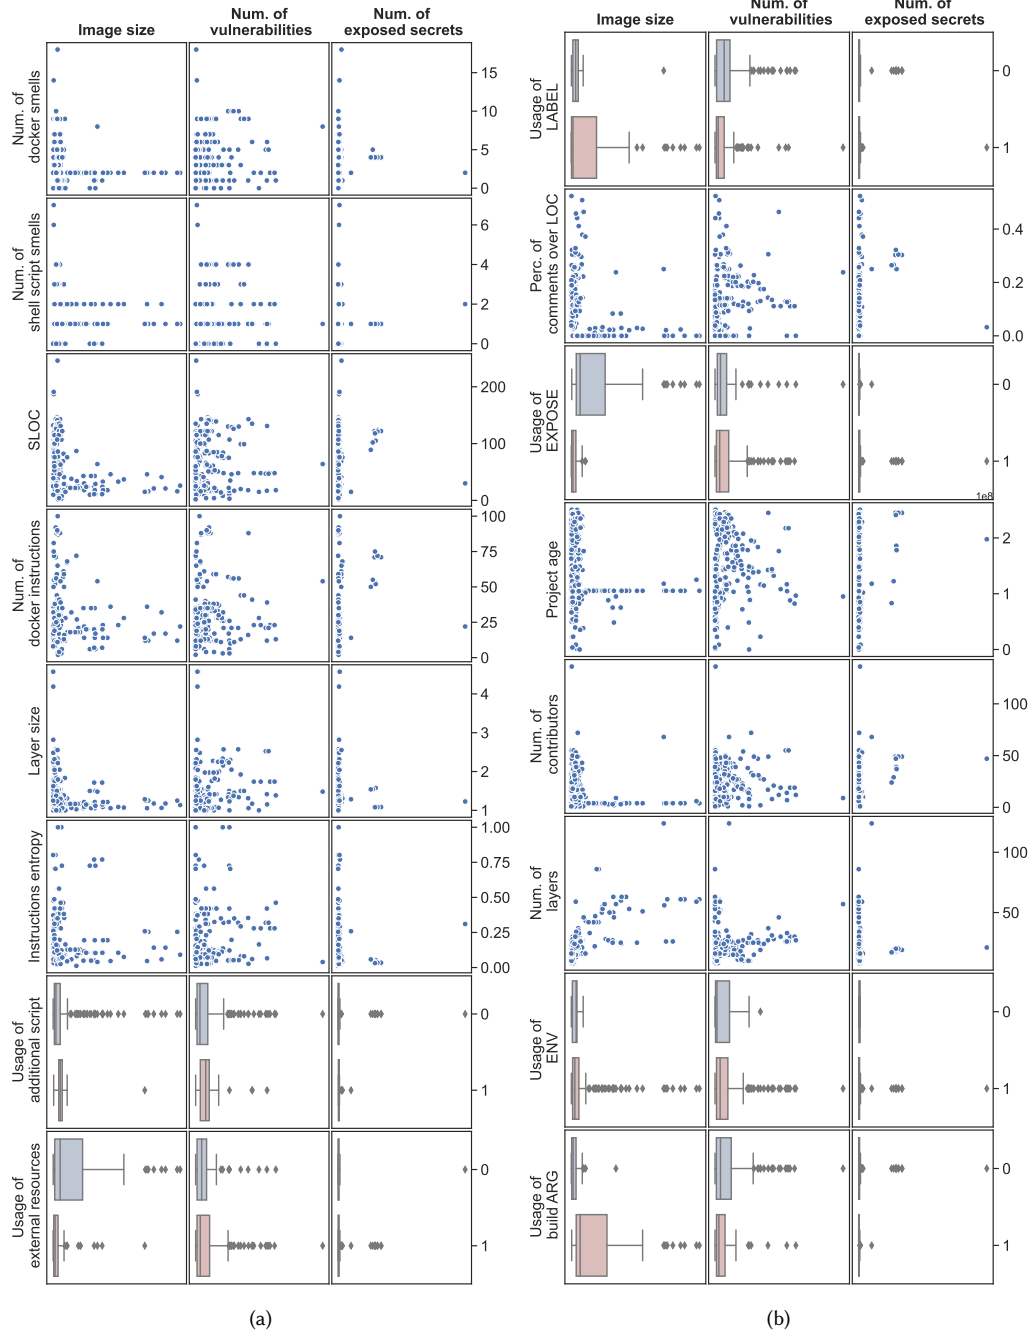 Image size
Num. of
vulnerabilities
Num. of
exposed secrets
Num. of
docker smells
15
10
5
0
Num. of
shell script smells
6
4
2
0
SLOC
200
100
0
Num. of
docker instructions
100
75
50
25
0
Layer size
4
3
2
1
Instructions entropy
1.00
0.75
0.50
0.25
0.00
Usage of
additional script
0
1
Usage of
external resources
0
1
(a)
Image size
Num. of
vulnerabilities
Num. of
exposed secrets
Usage of
LABEL
0
1
Perc. of
comments over LOC
0.4
0.2
0.0
Usage of
EXPOSE
0
1
1e8
Project age
2
1
0
Num. of
contributors
100
50
0
Num. of
layers
100
50
Usage of
ENV
0
1
Usage of
build ARG
0
1
(b)